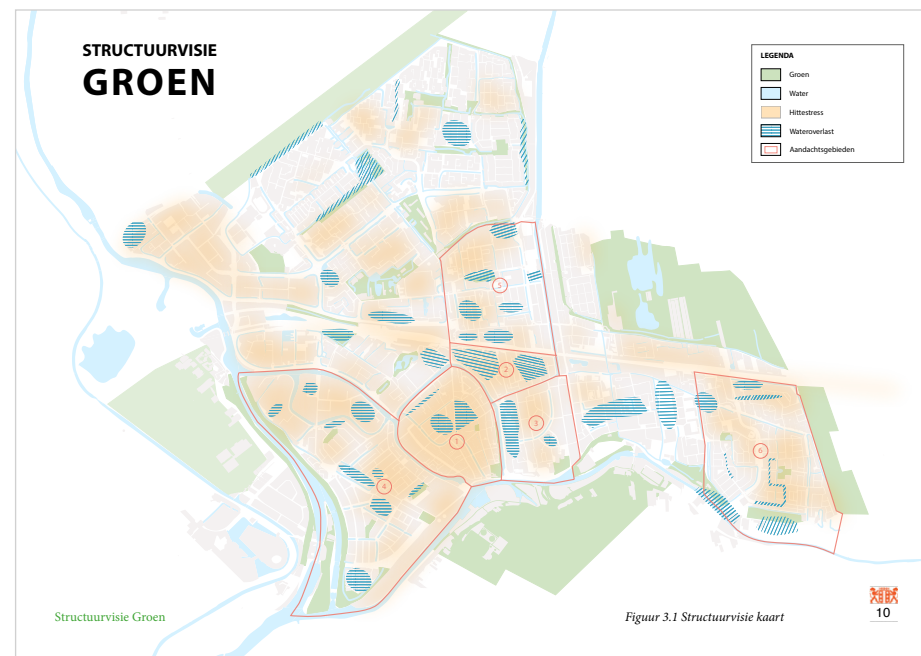 STRUCTUURVISIE
GROEN
LEGENDA
Groen
Water
Hittestress
Wateroverlast
Aandachtsgebieden
5
2
3
1
6
4
Structuurvisie Groen
Figuur 3.1 Structuurvisie kaart
10